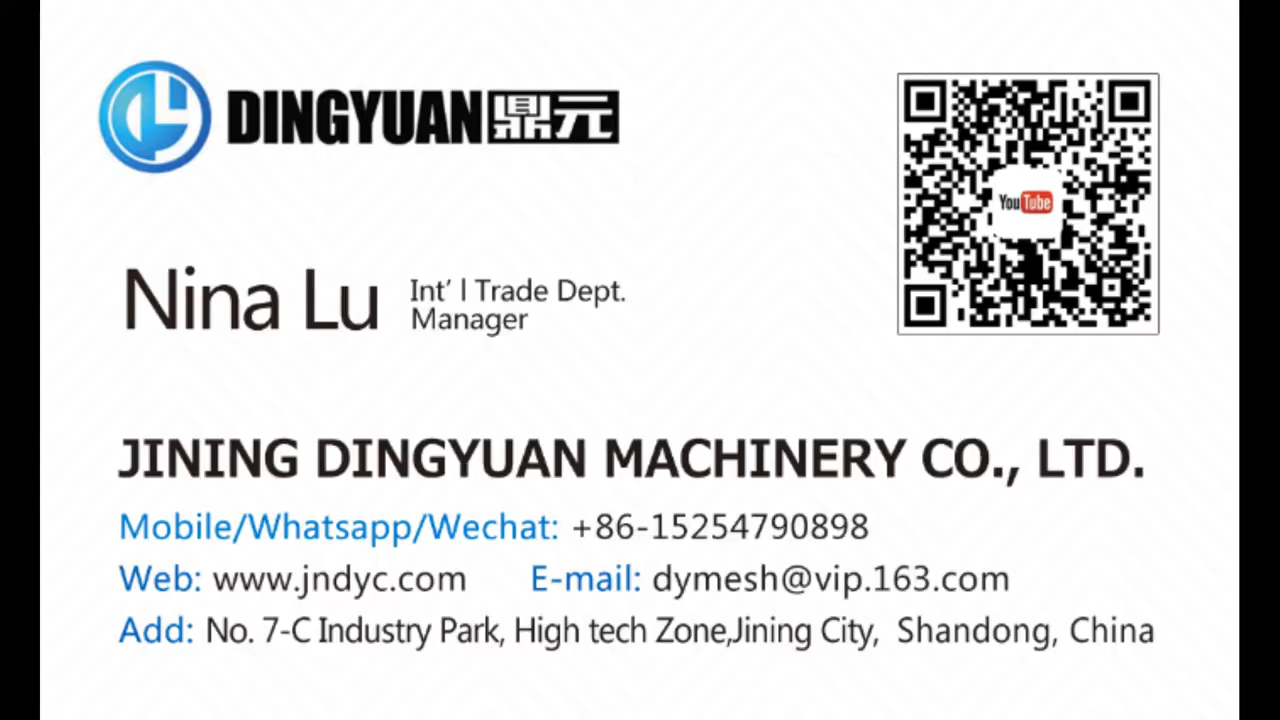 DINGYUAN鼎元
YouTube
Nina Lu
Int' l Trade Dept.
Manager
JINING DINGYUAN MACHINERY CO., LTD.
Mobile/Whatsapp/Wechat: +86-15254790898
Web: www.jndyc.com E-mail: dymesh@vip.163.com
Add: No. 7-C Industry Park, High tech Zone,Jining City, Shandong, China